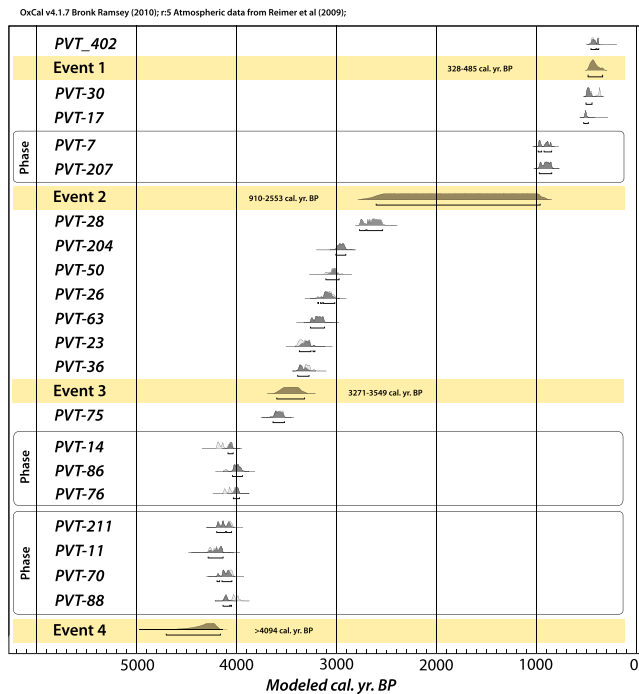 OxCal v4.1.7 Bronk Ramsey (2010); r:5 Atmospheric data from Reimer et al (2009);
PVT_402
Event 1 328-485 cal. yr. BP
PVT-30
PVT-17
Phase
PVT-7
PVT-207
Event 2 910-2553 cal. yr. BP
PVT-28
PVT-204
PVT-50
PVT-26
PVT-63
PVT-23
PVT-36
Event 3 3271-3549 cal. yr. BP
PVT-75
Phase
PVT-14
PVT-86
PVT-76
Phase
PVT-211
PVT-11
PVT-70
PVT-88
Event 4 >4094 cal. yr. BP
5000 4000 3000 2000 1000 0
Modeled cal. yr. BP